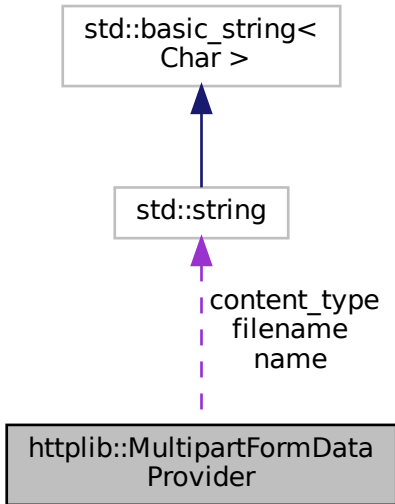 std::basic_string<
Char >
std::string
content_type
filename
name
httplib::MultipartFormData
Provider